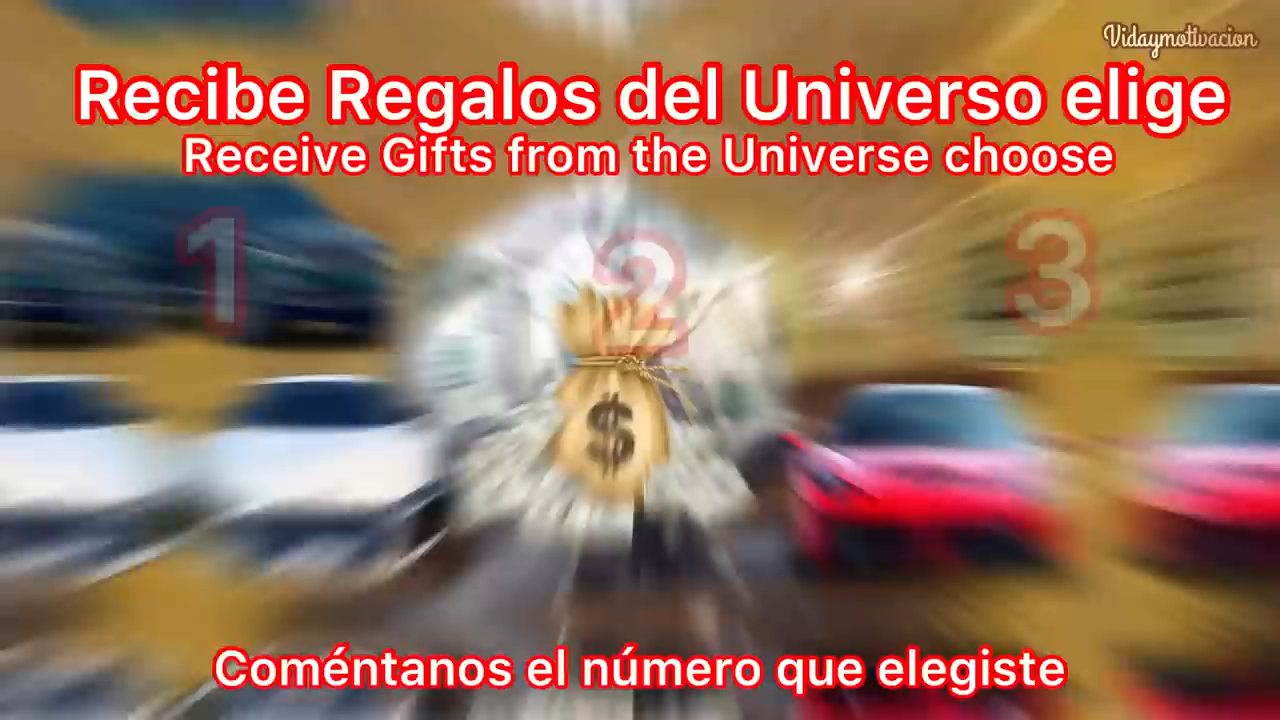 Vidaymotivacion
Recibe Regalos del Universo elige
Receive Gifts from the Universe choose
1
2
3
$
Coméntanos el número que elegiste